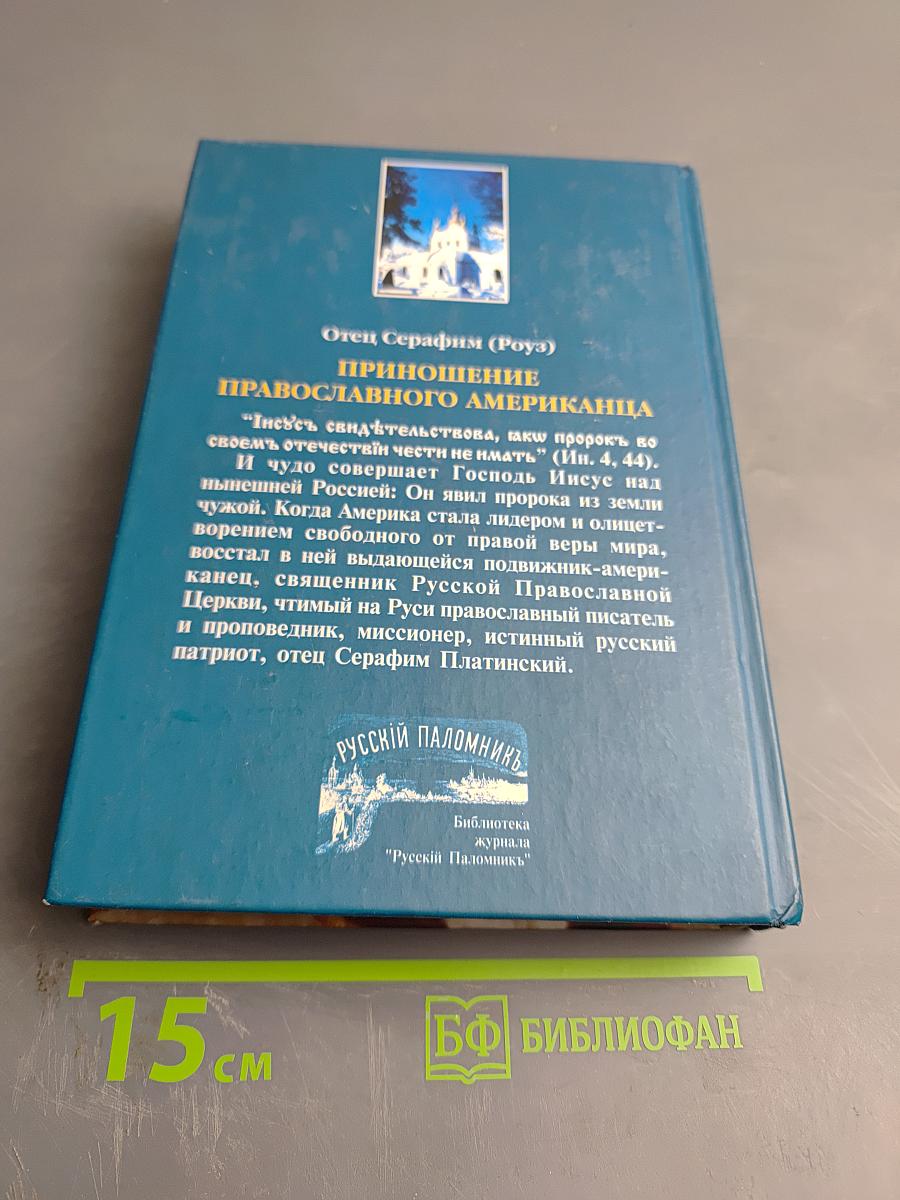 Отец Серафим (Роуз)
ПРИНОШЕНИЕ
ПРАВОСЛАВНОГО АМЕРИКАНЦА
"Іисꙋсъ свидѣтельствова, ꙗкѡ пророкъ во
своемъ отечествїи чести не имать" (Ин. 4, 44).
И чудо совершает Господь Иисус над
нынешней Россией: Он явил пророка из земли
чужой. Когда Америка стала лидером и олицет-
ворением свободного от правой веры мира,
восстал в ней выдающейся подвижник-амери-
канец, священник Русской Православной
Церкви, чтимый на Руси православный писатель
и проповедник, миссионер, истинный русский
патриот, отец Серафим Платинский.
РУССКІЙ ПАЛОМНИКЪ
Библиотека
журнала
"Русскій Паломникъ"
15 см
БФ БИБЛИОФАН